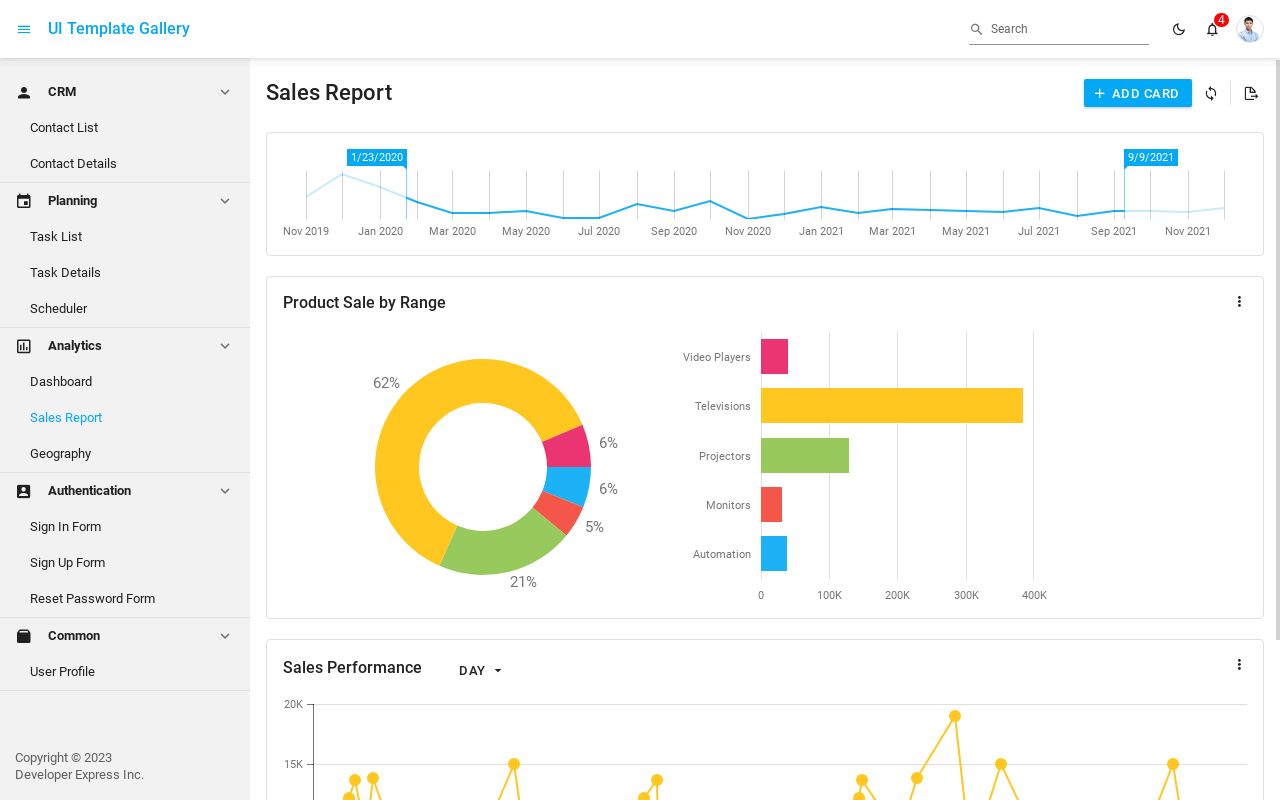 UI Template Gallery
Search
4
CRM
Contact List
Contact Details
Planning
Task List
Task Details
Scheduler
Analytics
Dashboard
Sales Report
Geography
Authentication
Sign In Form
Sign Up Form
Reset Password Form
Common
User Profile
Copyright © 2023
Developer Express Inc.
Sales Report
ADD CARD
1/23/2020
9/9/2021
Nov 2019
Jan 2020
Mar 2020
May 2020
Jul 2020
Sep 2020
Nov 2020
Jan 2021
Mar 2021
May 2021
Jul 2021
Sep 2021
Nov 2021
Product Sale by Range
62%
6%
6%
5%
21%
Video Players
Televisions
Projectors
Monitors
Automation
0
100K
200K
300K
400K
Sales Performance
DAY
20K
15K